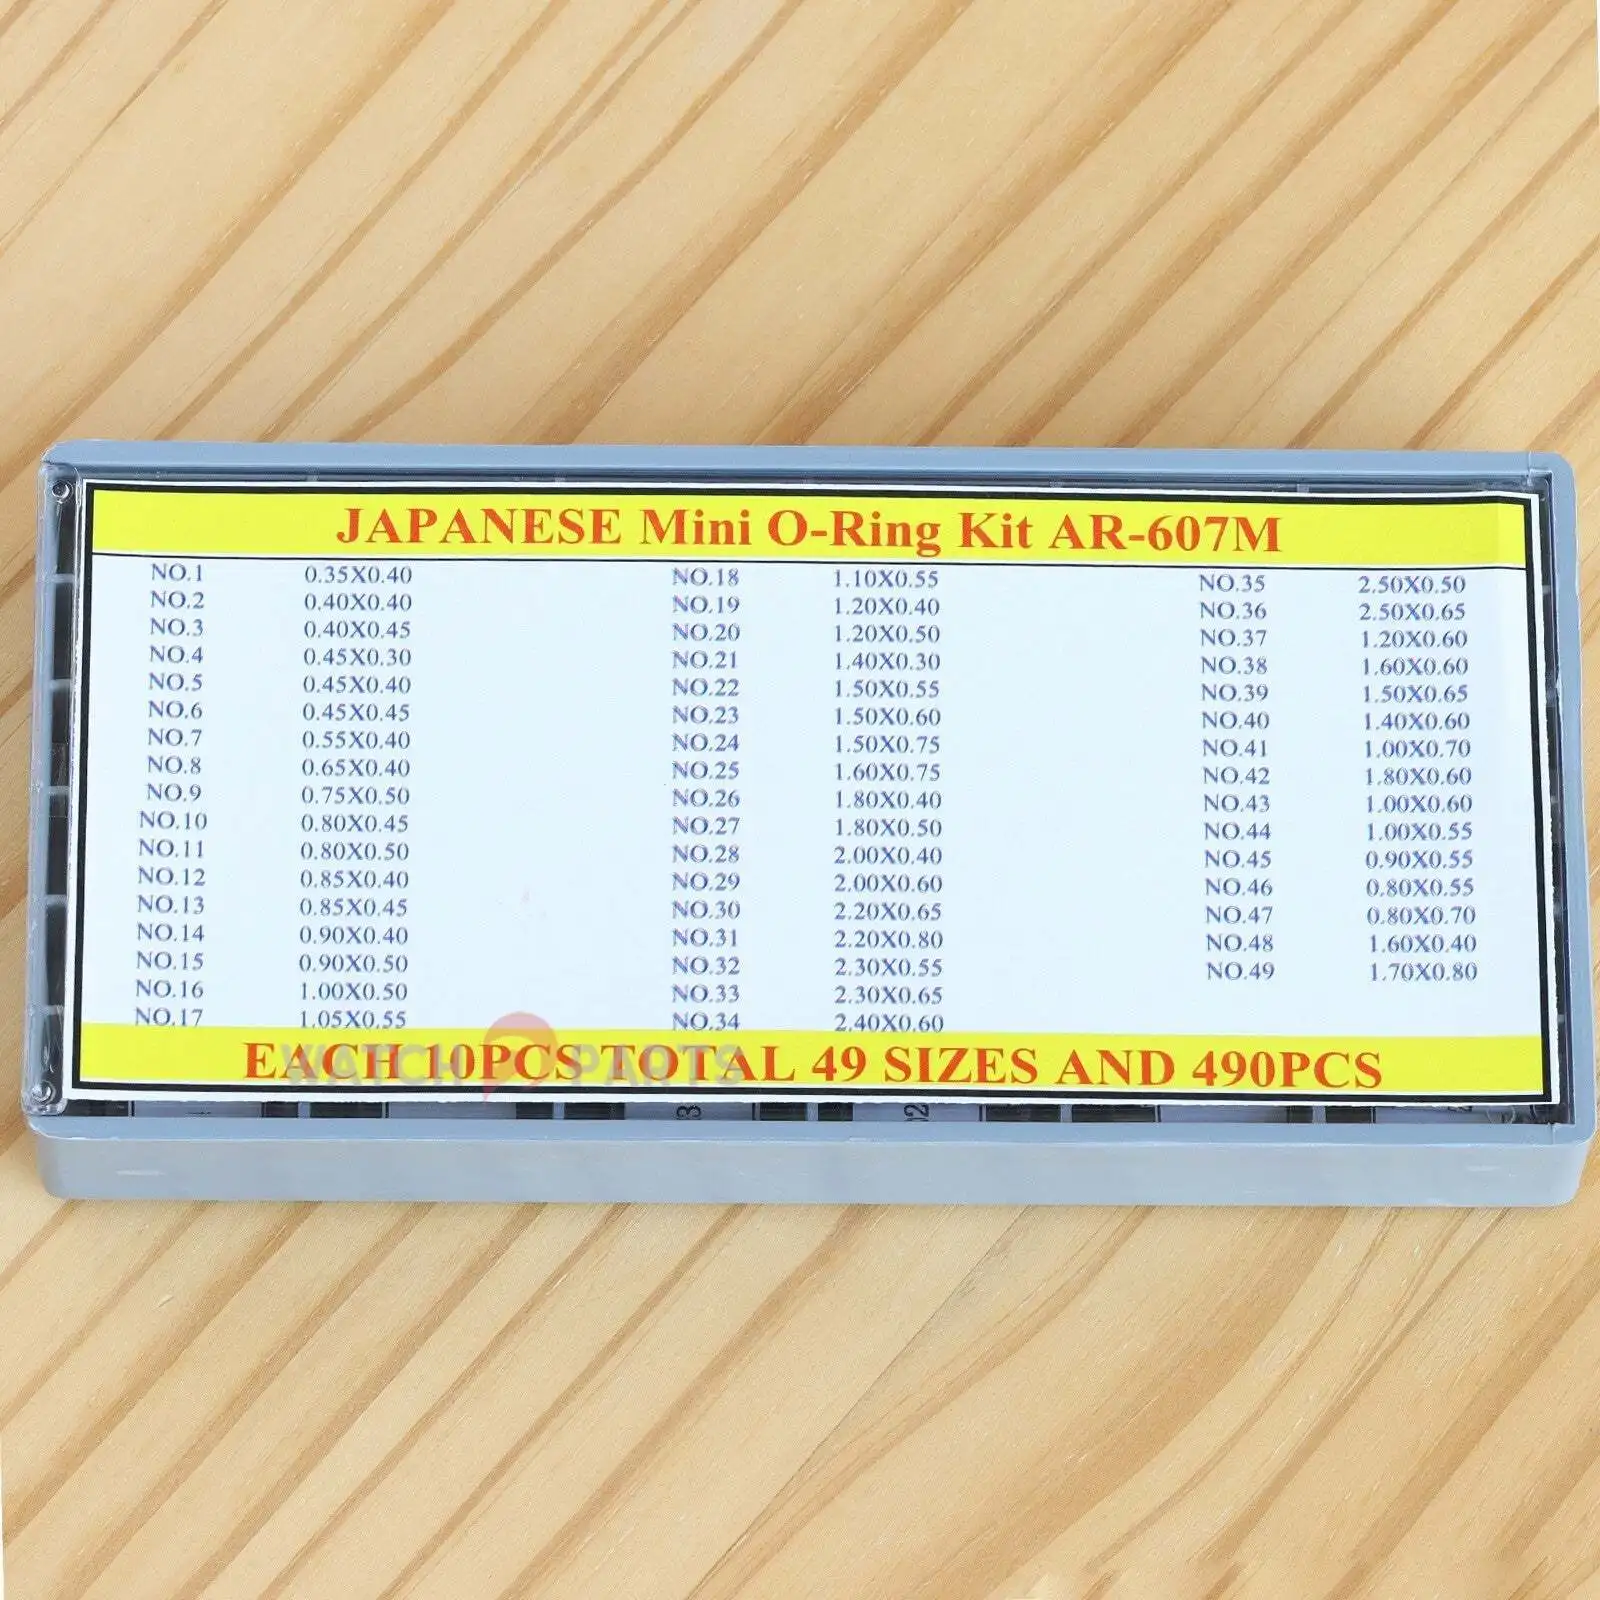 JAPANESE Mini O-Ring Kit AR-607M
NO.1 0.35X0.40
NO.2 0.40X0.40
NO.3 0.40X0.45
NO.4 0.45X0.30
NO.5 0.45X0.40
NO.6 0.45X0.45
NO.7 0.55X0.40
NO.8 0.65X0.40
NO.9 0.75X0.50
NO.10 0.80X0.45
NO.11 0.80X0.50
NO.12 0.85X0.40
NO.13 0.85X0.45
NO.14 0.90X0.40
NO.15 0.90X0.50
NO.16 1.00X0.50
NO.17 1.05X0.55
NO.18 1.10X0.55
NO.19 1.20X0.40
NO.20 1.20X0.50
NO.21 1.40X0.30
NO.22 1.50X0.55
NO.23 1.50X0.60
NO.24 1.50X0.75
NO.25 1.60X0.75
NO.26 1.80X0.40
NO.27 1.80X0.50
NO.28 2.00X0.40
NO.29 2.00X0.60
NO.30 2.20X0.65
NO.31 2.20X0.80
NO.32 2.30X0.55
NO.33 2.30X0.65
NO.34 2.40X0.60
NO.35 2.50X0.50
NO.36 2.50X0.65
NO.37 1.20X0.60
NO.38 1.60X0.60
NO.39 1.50X0.65
NO.40 1.40X0.60
NO.41 1.00X0.70
NO.42 1.80X0.60
NO.43 1.00X0.60
NO.44 1.00X0.55
NO.45 0.90X0.55
NO.46 0.80X0.55
NO.47 0.80X0.70
NO.48 1.60X0.40
NO.49 1.70X0.80
EACH 10PCS TOTAL 49 SIZES AND 490PCS
WATCH PARTS